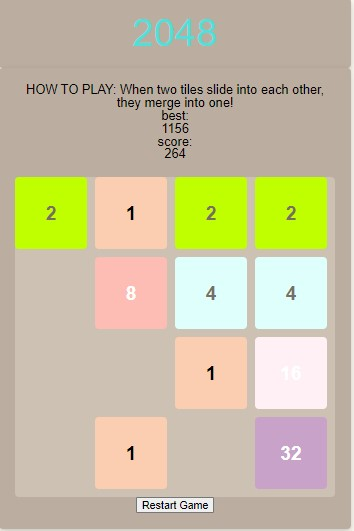 2048
HOW TO PLAY: When two tiles slide into each other,
they merge into one!
best:
1156
score:
264
2 1 2 2
8 4 4
1 16
1 32
Restart Game